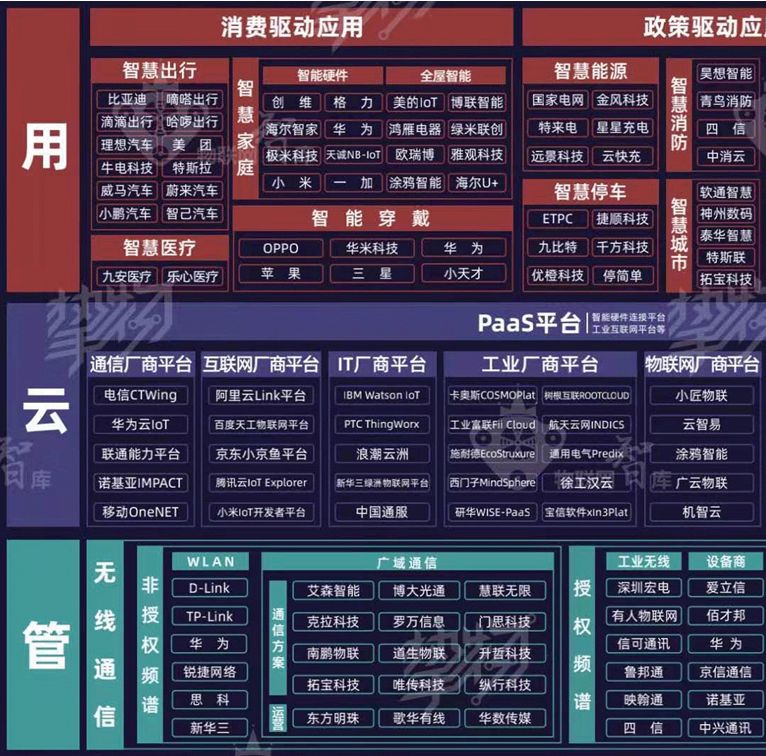 用
消费驱动应用
智慧出行
比亚迪 嘀嗒出行
滴滴出行 哈啰出行
理想汽车 美团
牛电科技 特斯拉
威马汽车 蔚来汽车
小鹏汽车 智己汽车
智慧医疗
九安医疗 乐心医疗
智慧家庭
智能硬件 全屋智能
创维 格力 美的IoT 博联智能
海尔智家 华为 鸿雁电器 绿米联创
极米科技 天诚NB-IoT 欧瑞博 雅观科技
小米 一加 涂鸦智能 海尔U+
智能穿戴
OPPO 华米科技 华为
苹果 三星 小天才
政策驱动应
智慧能源
国家电网 金风科技
特来电 星星充电
远景科技 云快充
智慧停车
ETPC 捷顺科技
九比特 千方科技
优橙科技 停简单
智慧消防
昊想智能
青鸟消防
四信
中消云
智慧城市
软通智慧
神州数码
泰华智慧
特斯联
拓宝科技
云
PaaS平台
智能硬件连接平台
工业互联网平台等
通信厂商平台
电信CTWing
华为云IoT
联通能力平台
诺基亚IMPACT
移动OneNET
互联网厂商平台
阿里云Link平台
百度天工物联网平台
京东小京鱼平台
腾讯云IoT Explorer
小米IoT开发者平台
IT厂商平台
IBM Watson IoT
PTC ThingWorx
浪潮云洲
新华三绿洲物联网平台
中国通服
工业厂商平台
卡奥斯COSMOPlat 树根互联ROOTCLOUD
工业富联Fii Cloud 航天云网INDICS
施耐德EcoStruxure 通用电气Predix
西门子MindSphere 徐工汉云
研华WISE-PaaS 宝信软件xIn3Plat
物联网厂商平台
小匠物联
云智易
涂鸦智能
广云物联
机智云
管
无线通信
非授权频谱
WLAN
D-Link
TP-Link
华为
锐捷网络
思科
新华三
广域通信
通信方案
艾森智能 博大光通 慧联无限
克拉科技 罗万信息 门思科技
南鹏物联 道生物联 升哲科技
拓宝科技 唯传科技 纵行科技
运营
东方明珠 歌华有线 华数传媒
授权频谱
工业无线 设备商
深圳宏电 爱立信
有人物联网 佰才邦
信可通讯 华为
鲁邦通 京信通信
映翰通 诺基亚
四信 中兴通讯